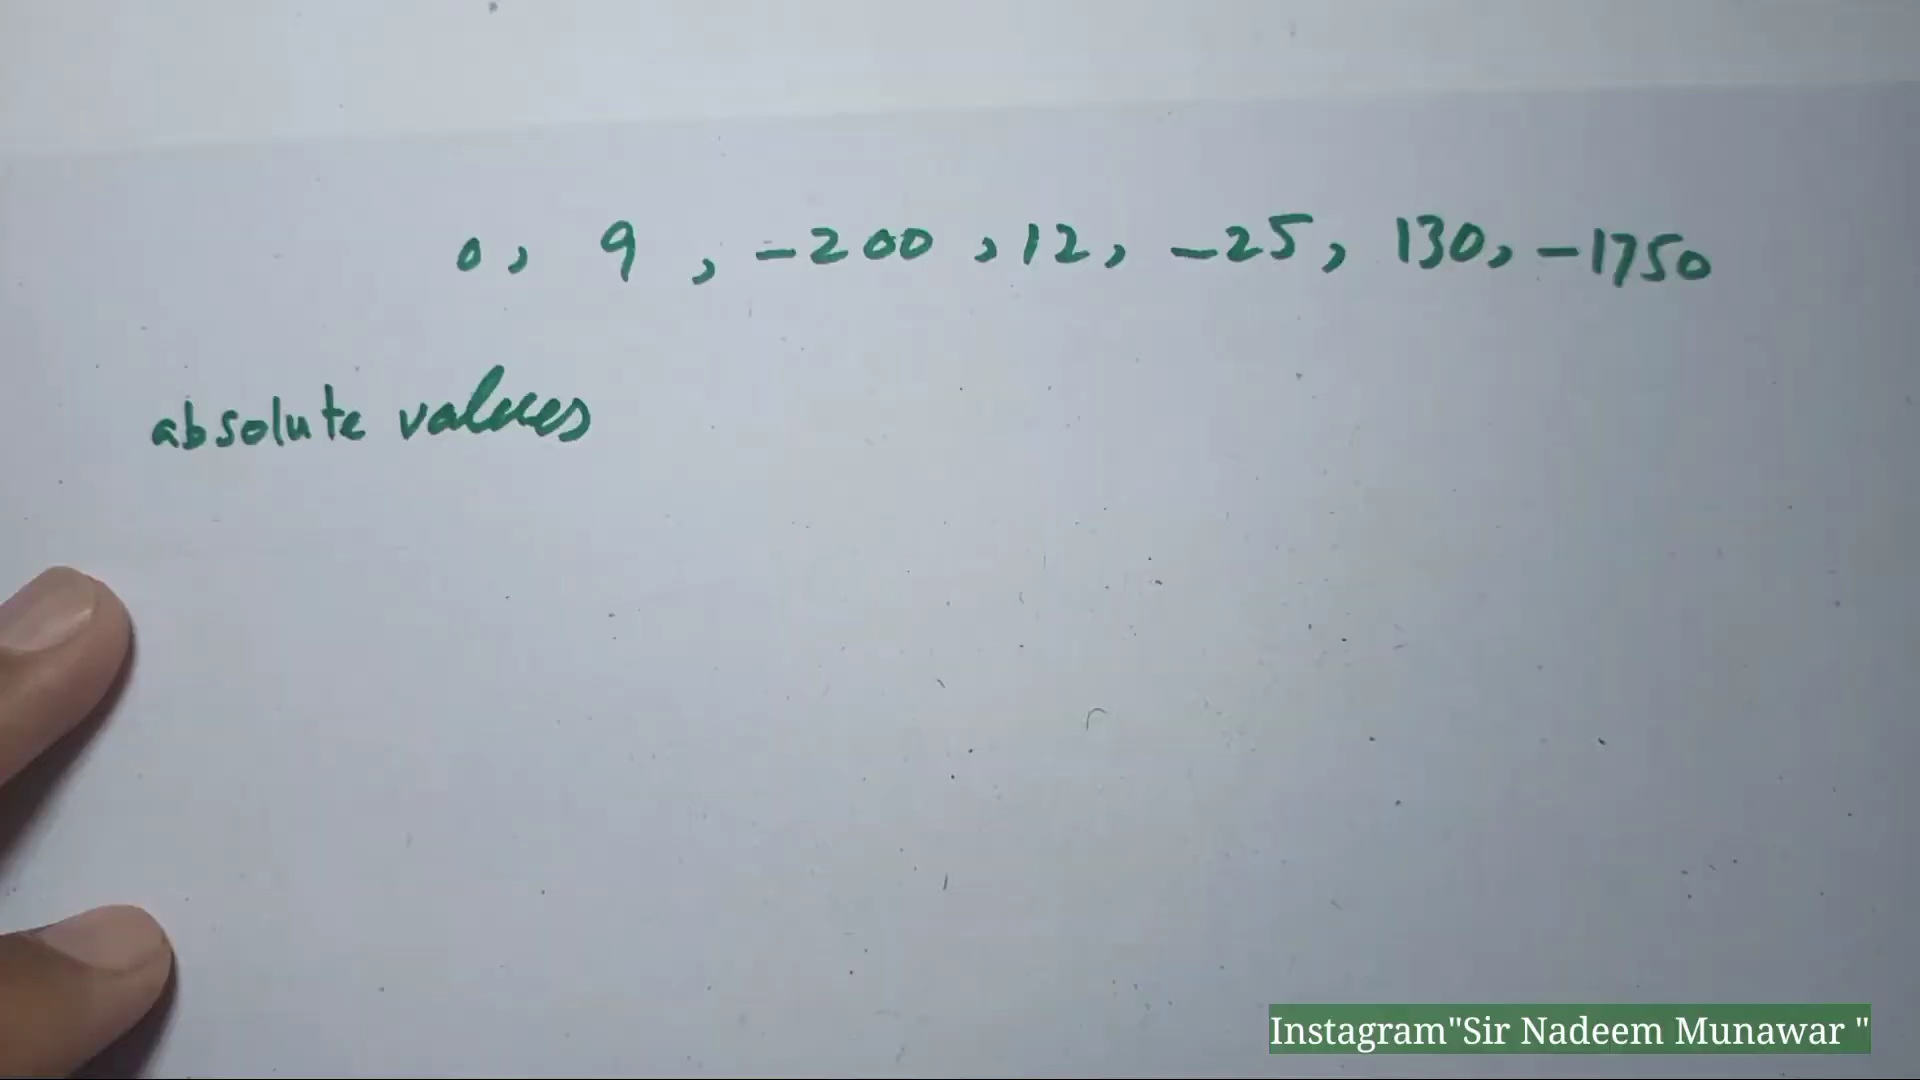 0, 9, -200, 12, -25, 130, -1750
absolute values
Instagram"Sir Nadeem Munawar "